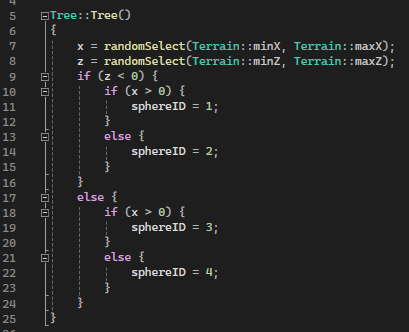 4
5 Tree::Tree()
6 {
7 x = randomSelect(Terrain::minX, Terrain::maxX);
8 z = randomSelect(Terrain::minZ, Terrain::maxZ);
9 if (z < 0) {
10 if (x > 0) {
11 sphereID = 1;
12 }
13 else {
14 sphereID = 2;
15 }
16 }
17 else {
18 if (x > 0) {
19 sphereID = 3;
20 }
21 else {
22 sphereID = 4;
23 }
24 }
25 }